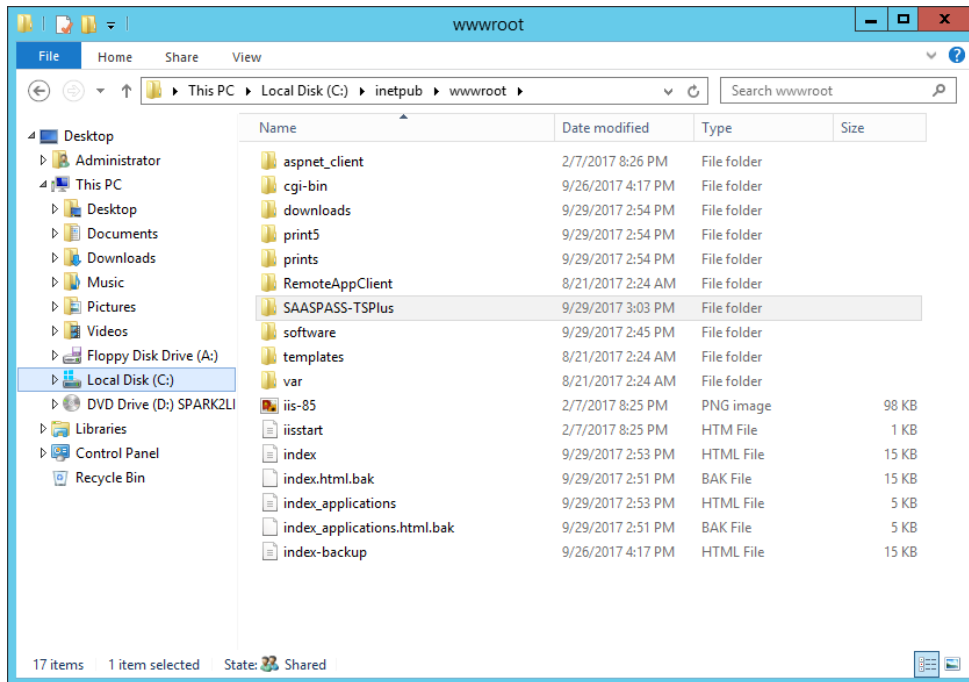 wwwroot
File Home Share View
This PC Local Disk (C:) inetpub wwwroot Search wwwroot
Name Date modified Type Size
Desktop
Administrator
This PC
Desktop
Documents
Downloads
Music
Pictures
Videos
Floppy Disk Drive (A:)
Local Disk (C:)
DVD Drive (D:) SPARK2LI
Libraries
Control Panel
Recycle Bin
aspnet_client 2/7/2017 8:26 PM File folder
cgi-bin 9/26/2017 4:17 PM File folder
downloads 9/29/2017 2:54 PM File folder
print5 9/29/2017 2:54 PM File folder
prints 9/29/2017 2:54 PM File folder
RemoteAppClient 8/21/2017 2:24 AM File folder
SAASPASS-TSPlus 9/29/2017 3:03 PM File folder
software 9/29/2017 2:45 PM File folder
templates 8/21/2017 2:24 AM File folder
var 8/21/2017 2:24 AM File folder
iis-85 2/7/2017 8:25 PM PNG image 98 KB
iisstart 2/7/2017 8:25 PM HTM File 1 KB
index 9/29/2017 2:53 PM HTML File 15 KB
index.html.bak 9/29/2017 2:51 PM BAK File 15 KB
index_applications 9/29/2017 2:53 PM HTML File 5 KB
index_applications.html.bak 9/29/2017 2:51 PM BAK File 5 KB
index-backup 9/26/2017 4:17 PM HTML File 15 KB
17 items 1 item selected State: Shared